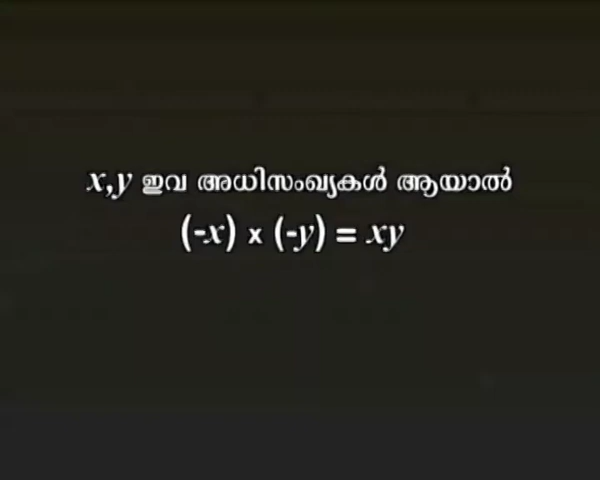 x,y ഇവ അധിസംഖ്യകൾ ആയാൽ
(-x) × (-y) = xy